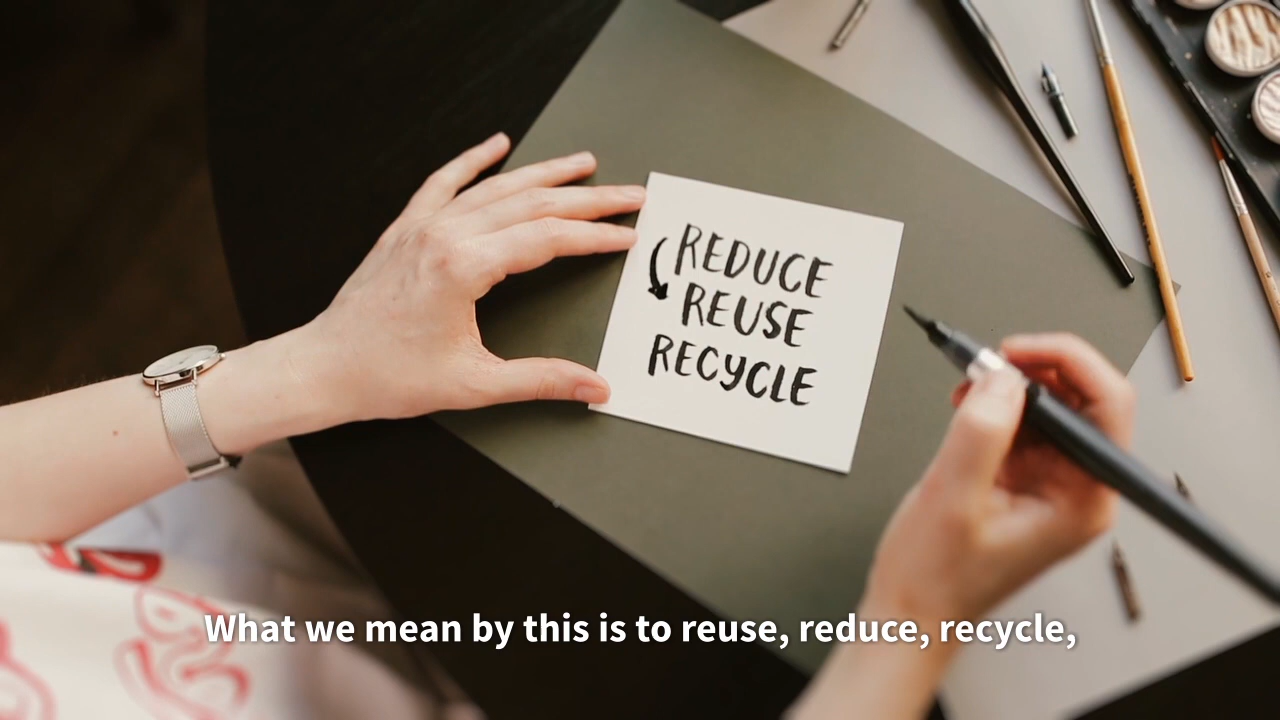 REDUCE
REUSE
RECYCLE
What we mean by this is to reuse, reduce, recycle,